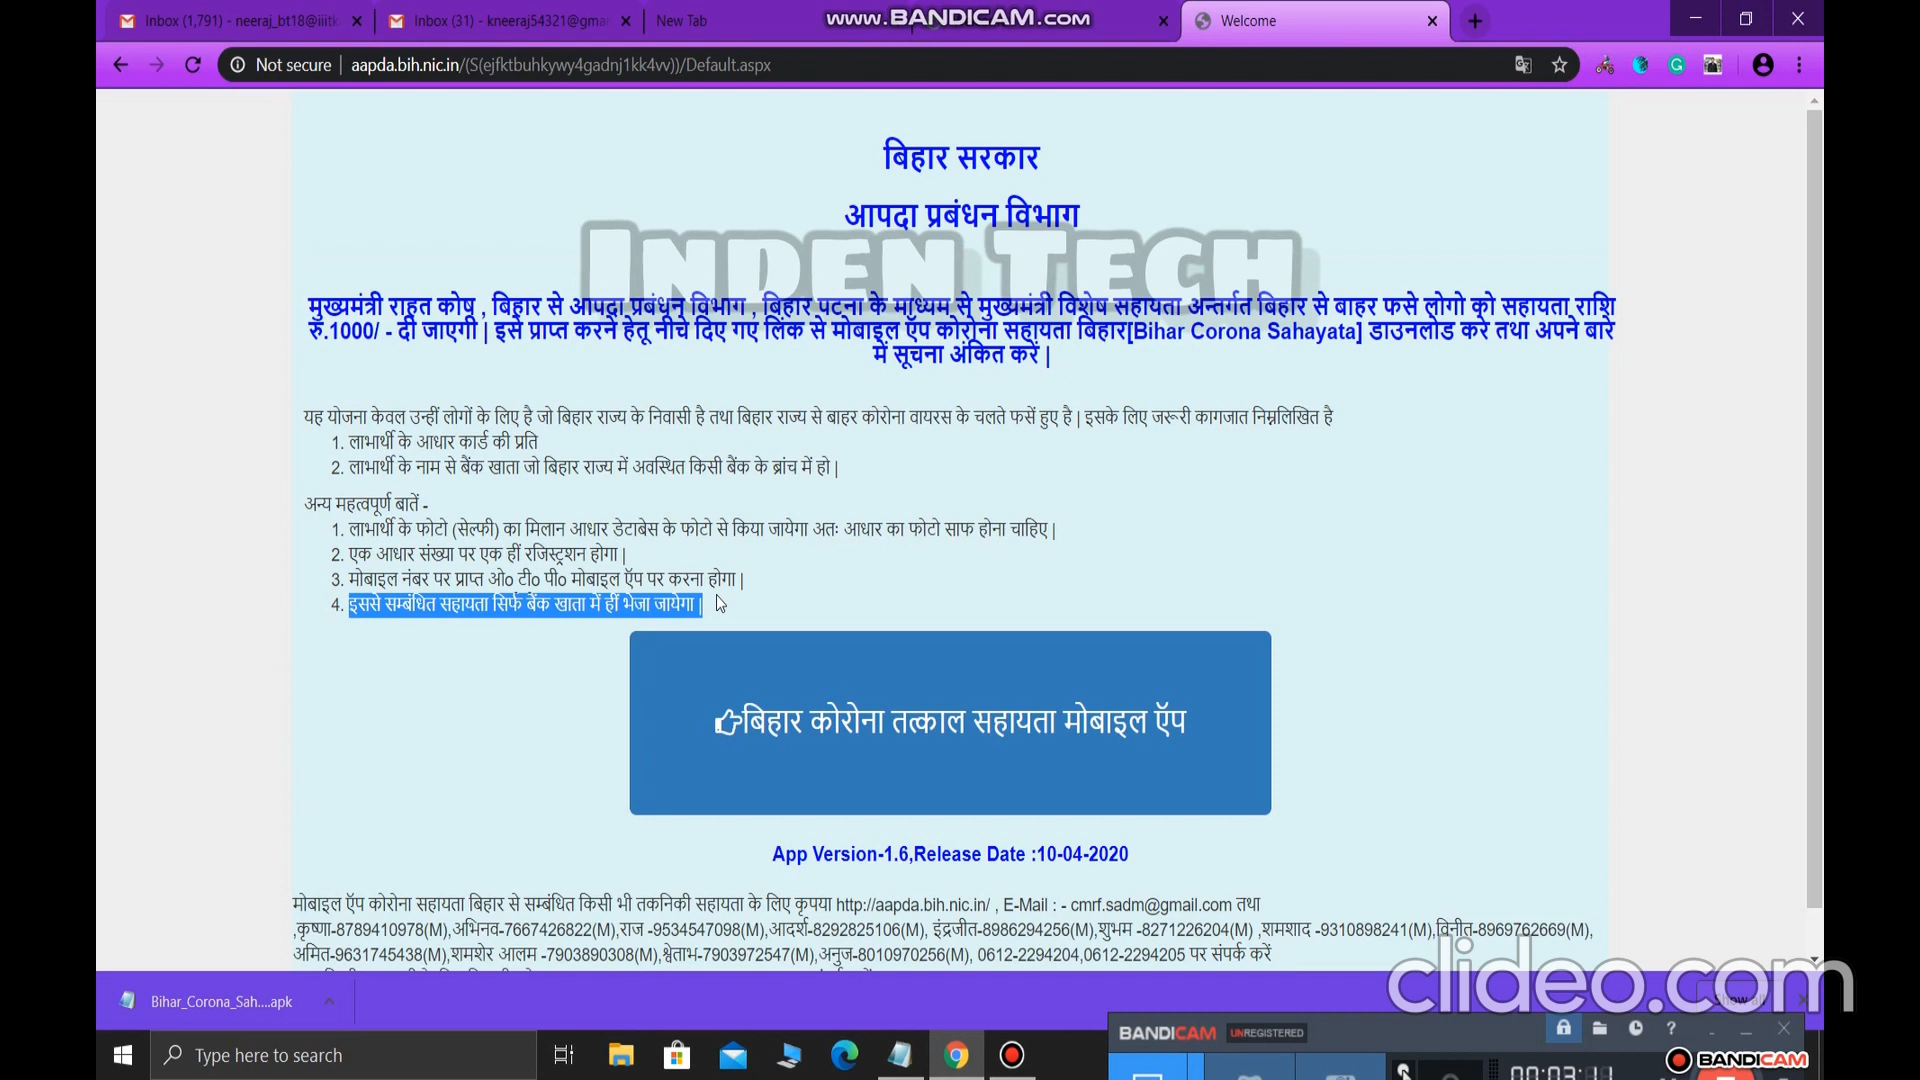 Inbox (1,791) - neeraj_bt18@iiitk
Inbox (31) - kneeraj54321@gma
New Tab
www.BANDICAM.com
Welcome
Not secure | aapda.bih.nic.in/(S(ejfktbuhkywy4gadnj1kk4vv))/Default.aspx
बिहार सरकार
आपदा प्रबंधन विभाग
INDEN TECH
मुख्यमंत्री राहत कोष , बिहार से आपदा प्रबंधन विभाग , बिहार पटना के माध्यम से मुख्यमंत्री विशेष सहायता अन्तर्गत बिहार से बाहर फसे लोगो को सहायता राशि
रु.1000/- दी जाएगी | इसे प्राप्त करने हेतू नीचे दिए गए लिंक से मोबाइल ऍप कोरोना सहायता बिहार[Bihar Corona Sahayata] डाउनलोड करे तथा अपने बारे
में सूचना अंकित करें |
यह योजना केवल उन्हीं लोगों के लिए है जो बिहार राज्य के निवासी है तथा बिहार राज्य से बाहर कोरोना वायरस के चलते फसें हुए है | इसके लिए जरूरी कागजात निम्नलिखित है
1. लाभार्थी के आधार कार्ड की प्रति
2. लाभार्थी के नाम से बैंक खाता जो बिहार राज्य में अवस्थित किसी बैंक के ब्रांच में हो |
अन्य महत्वपूर्ण बातें -
1. लाभार्थी के फोटो (सेल्फी) का मिलान आधार डेटाबेस के फोटो से किया जायेगा अतः आधार का फोटो साफ होना चाहिए |
2. एक आधार संख्या पर एक हीं रजिस्ट्रशन होगा |
3. मोबाइल नंबर पर प्राप्त ओo टीo पीo मोबाइल ऍप पर करना होगा |
4. इससे सम्बंधित सहायता सिर्फ बैंक खाता में हीं भेजा जायेगा |
बिहार कोरोना तत्काल सहायता मोबाइल ऍप
App Version-1.6,Release Date :10-04-2020
मोबाइल ऍप कोरोना सहायता बिहार से सम्बंधित किसी भी तकनिकी सहायता के लिए कृपया http://aapda.bih.nic.in/ , E-Mail : - cmrf.sadm@gmail.com तथा
,कृष्णा-8789410978(M),अभिनव-7667426822(M),राज -9534547098(M),आदर्श-8292825106(M), इंद्रजीत-8986294256(M),शुभम -8271226204(M) ,शमशाद -9310898241(M),विनीत-8969762669(M),
अमित-9631745438(M),शमशेर आलम -7903890308(M),श्वेताभ-7903972547(M),अनुज-8010970256(M), 0612-2294204,0612-2294205 पर संपर्क करें
clideo.com
Bihar_Corona_Sah....apk
Show all
BANDICAM UNREGISTERED
Type here to search
00:03:11
BANDICAM